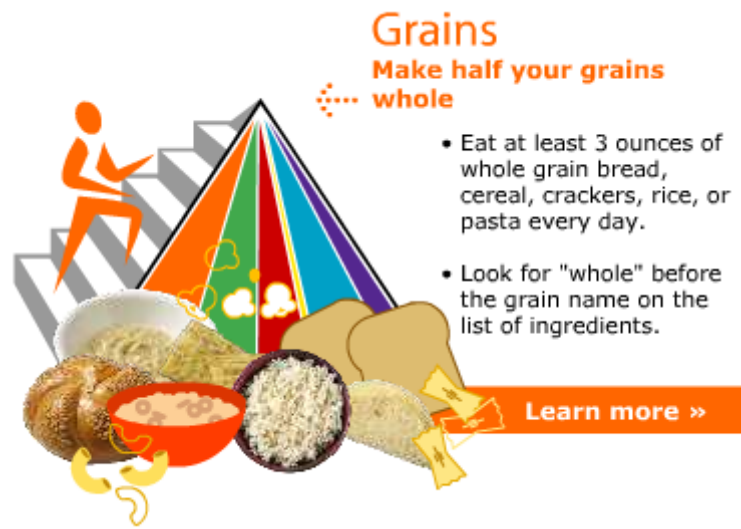 Grains
Make half your grains
whole
• Eat at least 3 ounces of
whole grain bread,
cereal, crackers, rice, or
pasta every day.
• Look for "whole" before
the grain name on the
list of ingredients.
Learn more »